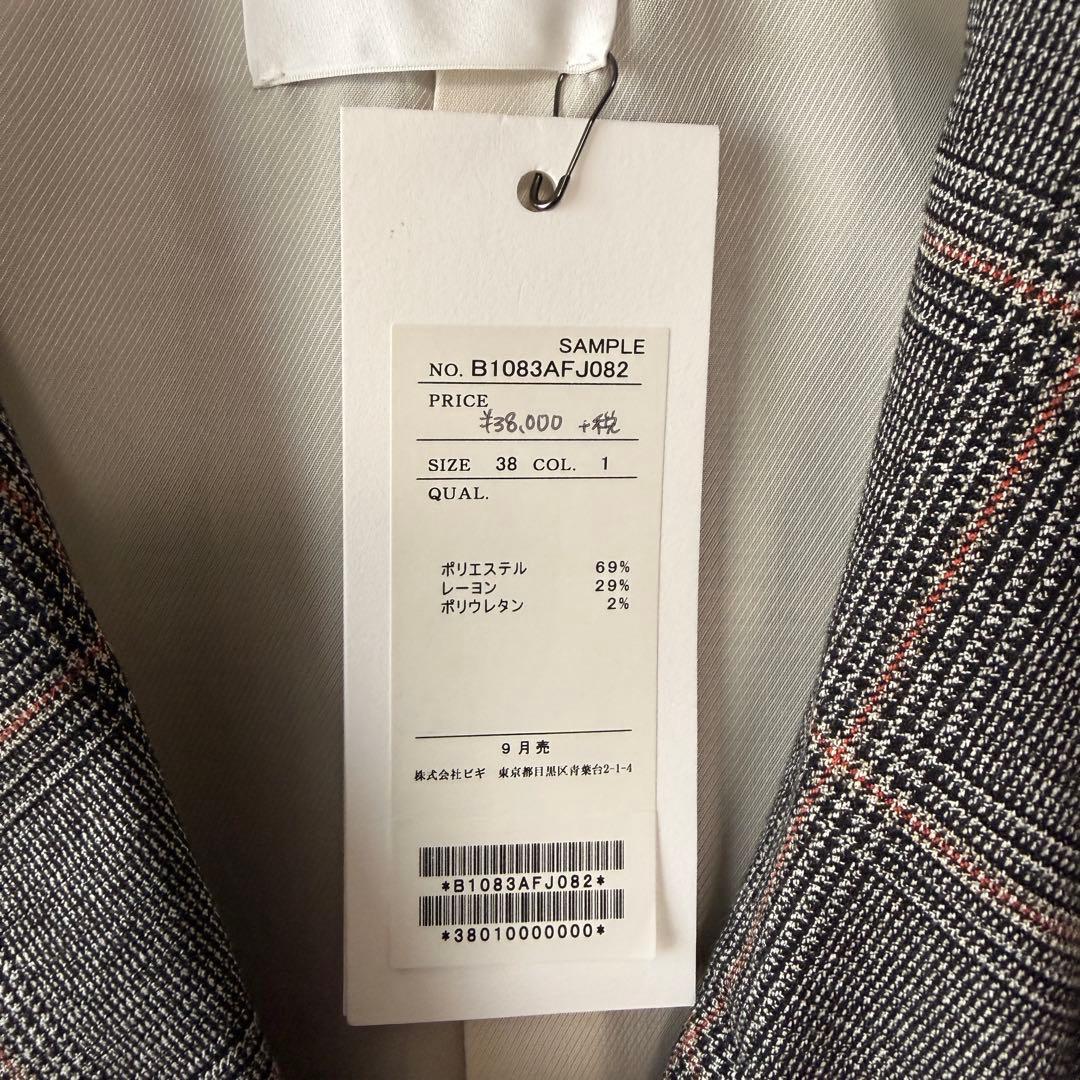 SAMPLE
NO. B1083AFJ082
PRICE
¥38,000 +税
SIZE 38 COL. 1
QUAL.
ポリエステル 69%
レーヨン 29%
ポリウレタン 2%
9月売
株式会社ビギ 東京都目黒区青葉台2-1-4
*B1083AFJ082*
*38010000000*